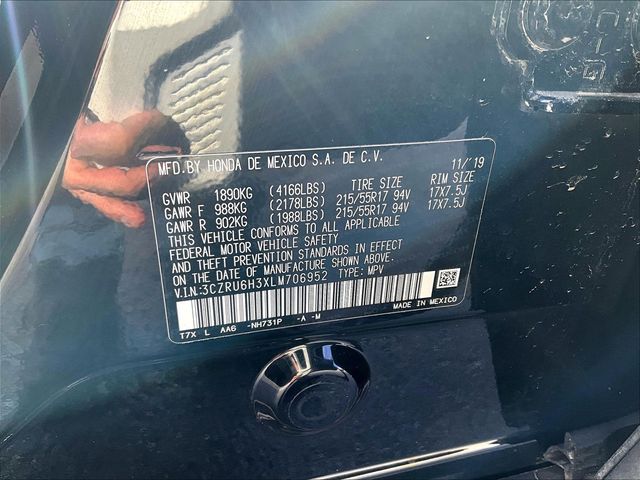 MFD.BY HONDA DE MEXICO S.A. DE C.V. 11/'19
GVWR 1890KG (4166LBS) TIRE SIZE RIM SIZE
GAWR F 988KG (2178LBS) 215/55R17 94V 17X7.5J
GAWR R 902KG (1988LBS) 215/55R17 94V 17X7.5J
THIS VEHICLE CONFORMS TO ALL APPLICABLE
FEDERAL MOTOR VEHICLE SAFETY
AND THEFT PREVENTION STANDARDS IN EFFECT
ON THE DATE OF MANUFACTURE SHOWN ABOVE.
V.I.N:3CZRU6H3XLM706952 TYPE: MPV
T7X L AA6 -NH731P -A -M MADE IN MEXICO